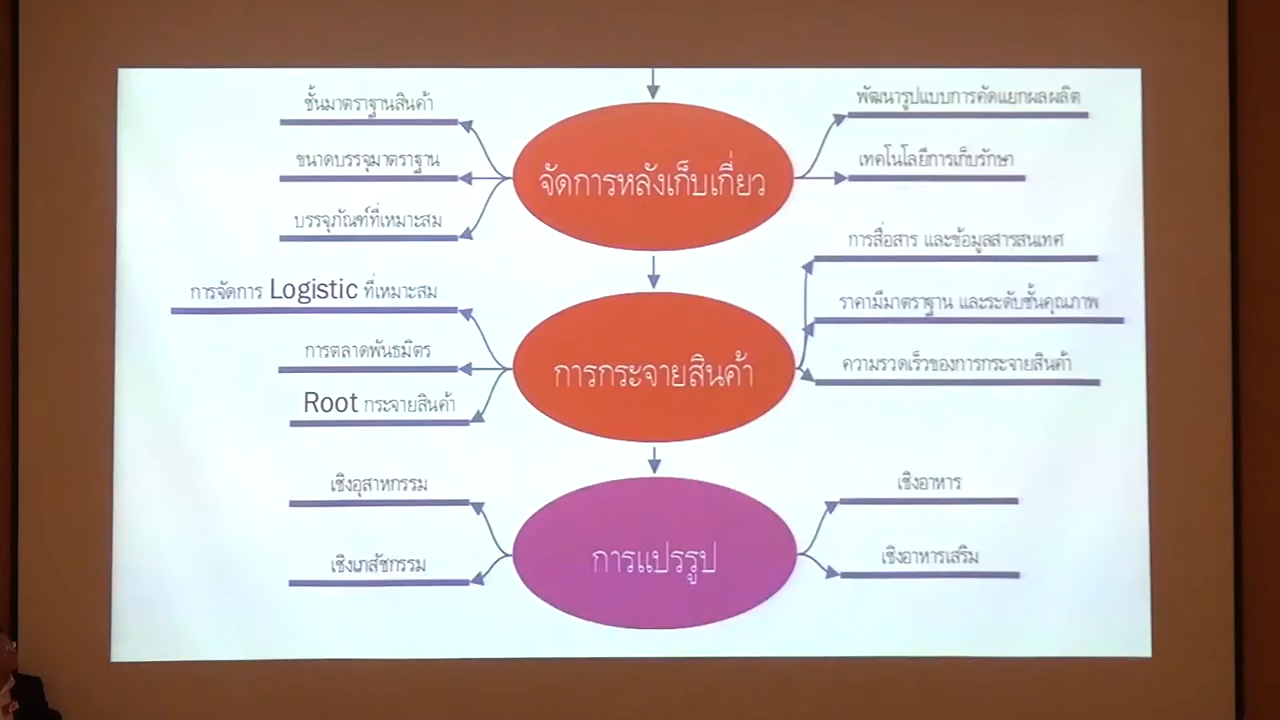 ชั้นมาตราฐานสินค้า
ขนาดบรรจุมาตราฐาน
บรรจุภัณฑ์ที่เหมาะสม
จัดการหลังเก็บเกี่ยว
พัฒนารูปแบบการคัดแยกผลผลิต
เทคโนโลยีการเก็บรักษา
การจัดการ Logistic ที่เหมาะสม
การตลาดพันธมิตร
Root กระจายสินค้า
การกระจายสินค้า
การสื่อสาร และข้อมูลสารสนเทศ
ราคามีมาตราฐาน และระดับชั้นคุณภาพ
ความรวดเร็วของการกระจายสินค้า
เชิงอุสาหกรรม
เชิงเภสัชกรรม
การแปรรูป
เชิงอาหาร
เชิงอาหารเสริม